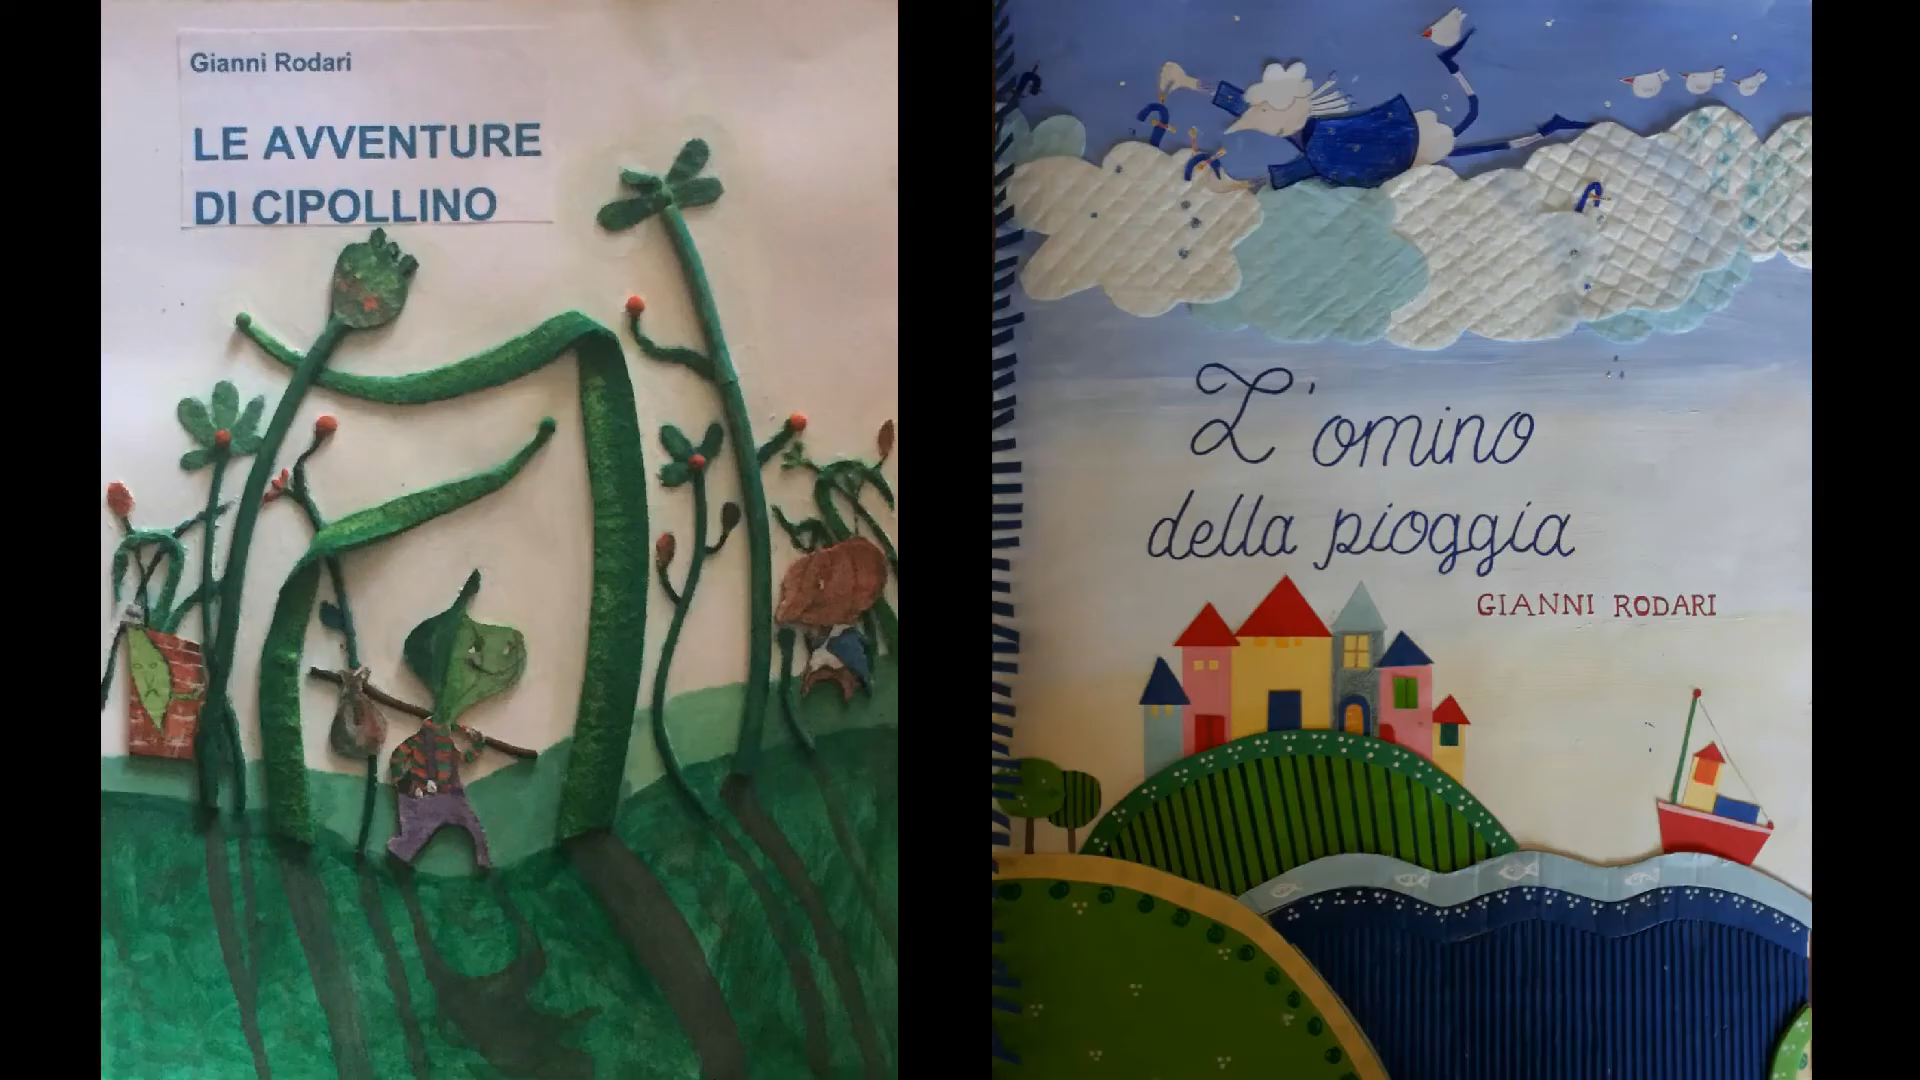 Gianni Rodari
LE AVVENTURE
DI CIPOLLINO
L'omino
della pioggia
GIANNI RODARI